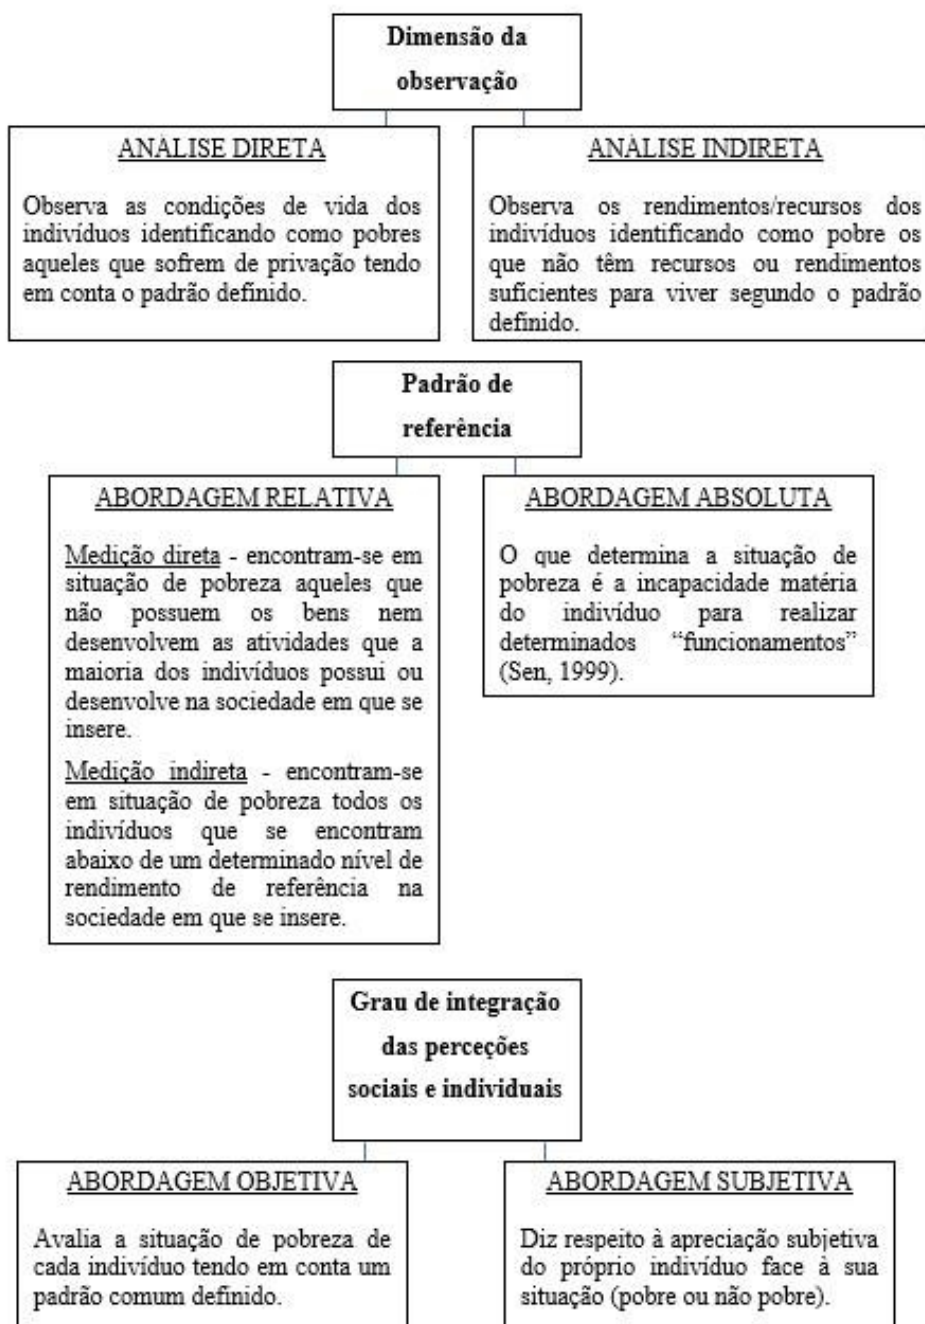 Dimensão da
observação
ANÁLISE DIRETA
Observa as condições de vida dos
indivíduos identificando como pobres
aqueles que sofrem de privação tendo
em conta o padrão definido.
ANÁLISE INDIRETA
Observa os rendimentos/recursos dos
indivíduos identificando como pobre os
que não têm recursos ou rendimentos
suficientes para viver segundo o padrão
definido.
Padrão de
referência
ABORDAGEM RELATIVA
Medição direta - encontram-se em
situação de pobreza aqueles que
não possuem os bens nem
desenvolvem as atividades que a
maioria dos indivíduos possui ou
desenvolve na sociedade em que se
insere.
Medição indireta - encontram-se
em situação de pobreza todos os
indivíduos que se encontram
abaixo de um determinado nível de
rendimento de referência na
sociedade em que se insere.
ABORDAGEM ABSOLUTA
O que determina a situação de
pobreza é a incapacidade matéria
do indivíduo para realizar
determinados “funcionamentos”
(Sen, 1999).
Grau de integração
das perceções
sociais e individuais
ABORDAGEM OBJETIVA
Avalia a situação de pobreza de
cada indivíduo tendo em conta um
padrão comum definido.
ABORDAGEM SUBJETIVA
Diz respeito à apreciação subjetiva
do próprio indivíduo face à sua
situação (pobre ou não pobre).